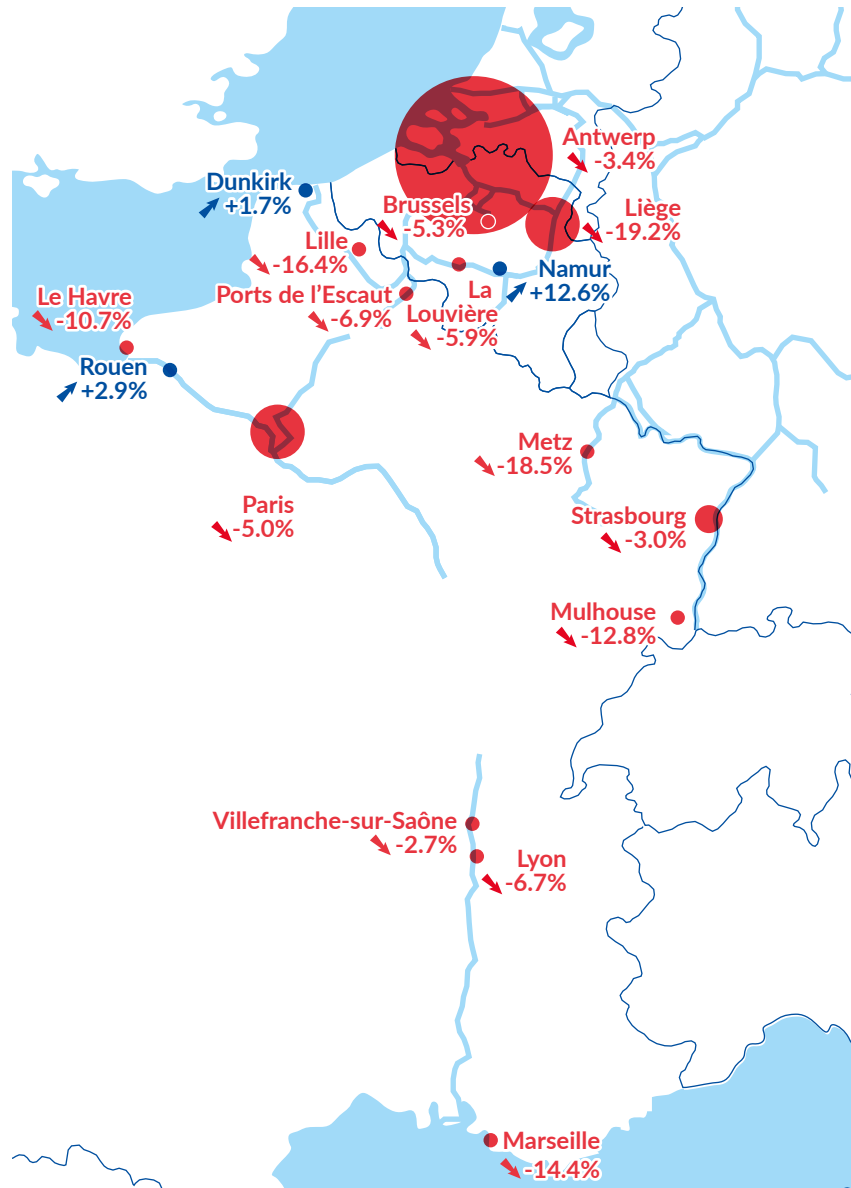 Antwerp
-3.4%
Dunkirk
+1.7%
Brussels
-5.3%
Liège
-19.2%
Lille
-16.4%
Namur
+12.6%
Le Havre
-10.7%
Ports de l’Escaut
-6.9%
La
Louvière
-5.9%
Rouen
+2.9%
Metz
-18.5%
Paris
-5.0%
Strasbourg
-3.0%
Mulhouse
-12.8%
Villefranche-sur-Saône
-2.7%
Lyon
-6.7%
Marseille
-14.4%